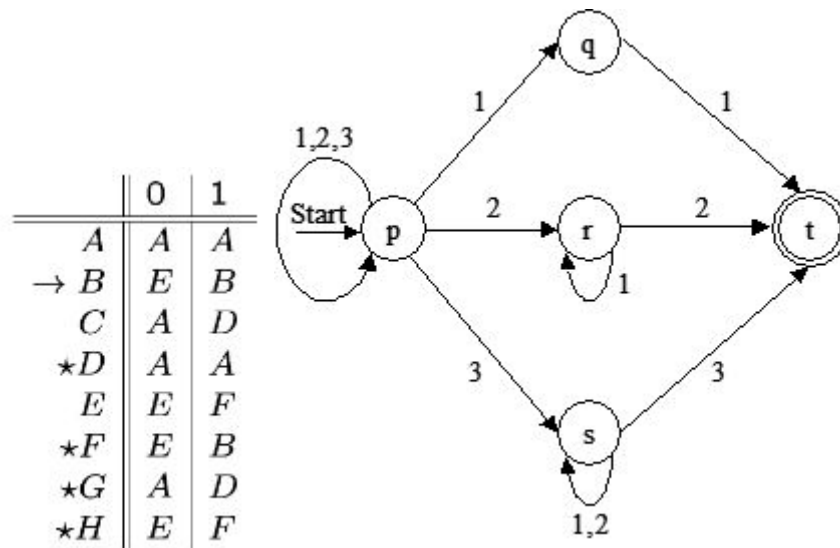 0 1
A A A
→ B E B
C A D
★D A A
E E F
★F E B
★G A D
★H E F
q
1
1
1,2,3
Start
p
2
r
2
t
1
3
3
s
1,2